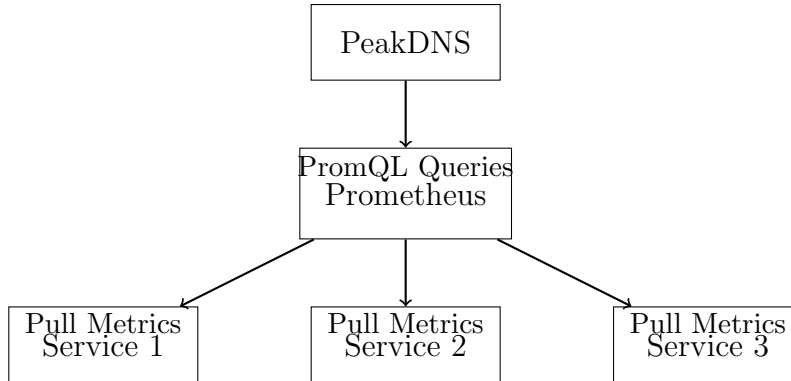 PeakDNS
PromQL Queries
Prometheus
Pull Metrics
Service 1
Pull Metrics
Service 2
Pull Metrics
Service 3